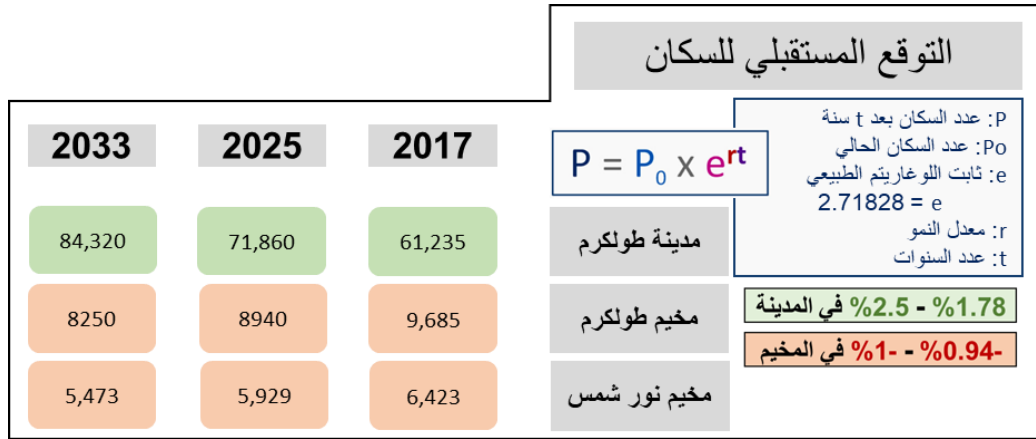 التوقع المستقبلي للسكان
P: عدد السكان بعد t سنة
Po: عدد السكان الحالي
e: ثابت اللوغاريتم الطبيعي
2.71828 = e
r: معدل النمو
t: عدد السنوات
P = P₀ x eʳᵗ
2017 2025 2033
مدينة طولكرم 61,235 71,860 84,320
مخيم طولكرم 9,685 8940 8250
مخيم نور شمس 6,423 5,929 5,473
%1.78 - %2.5 في المدينة
-%0.94 - -%1 في المخيم